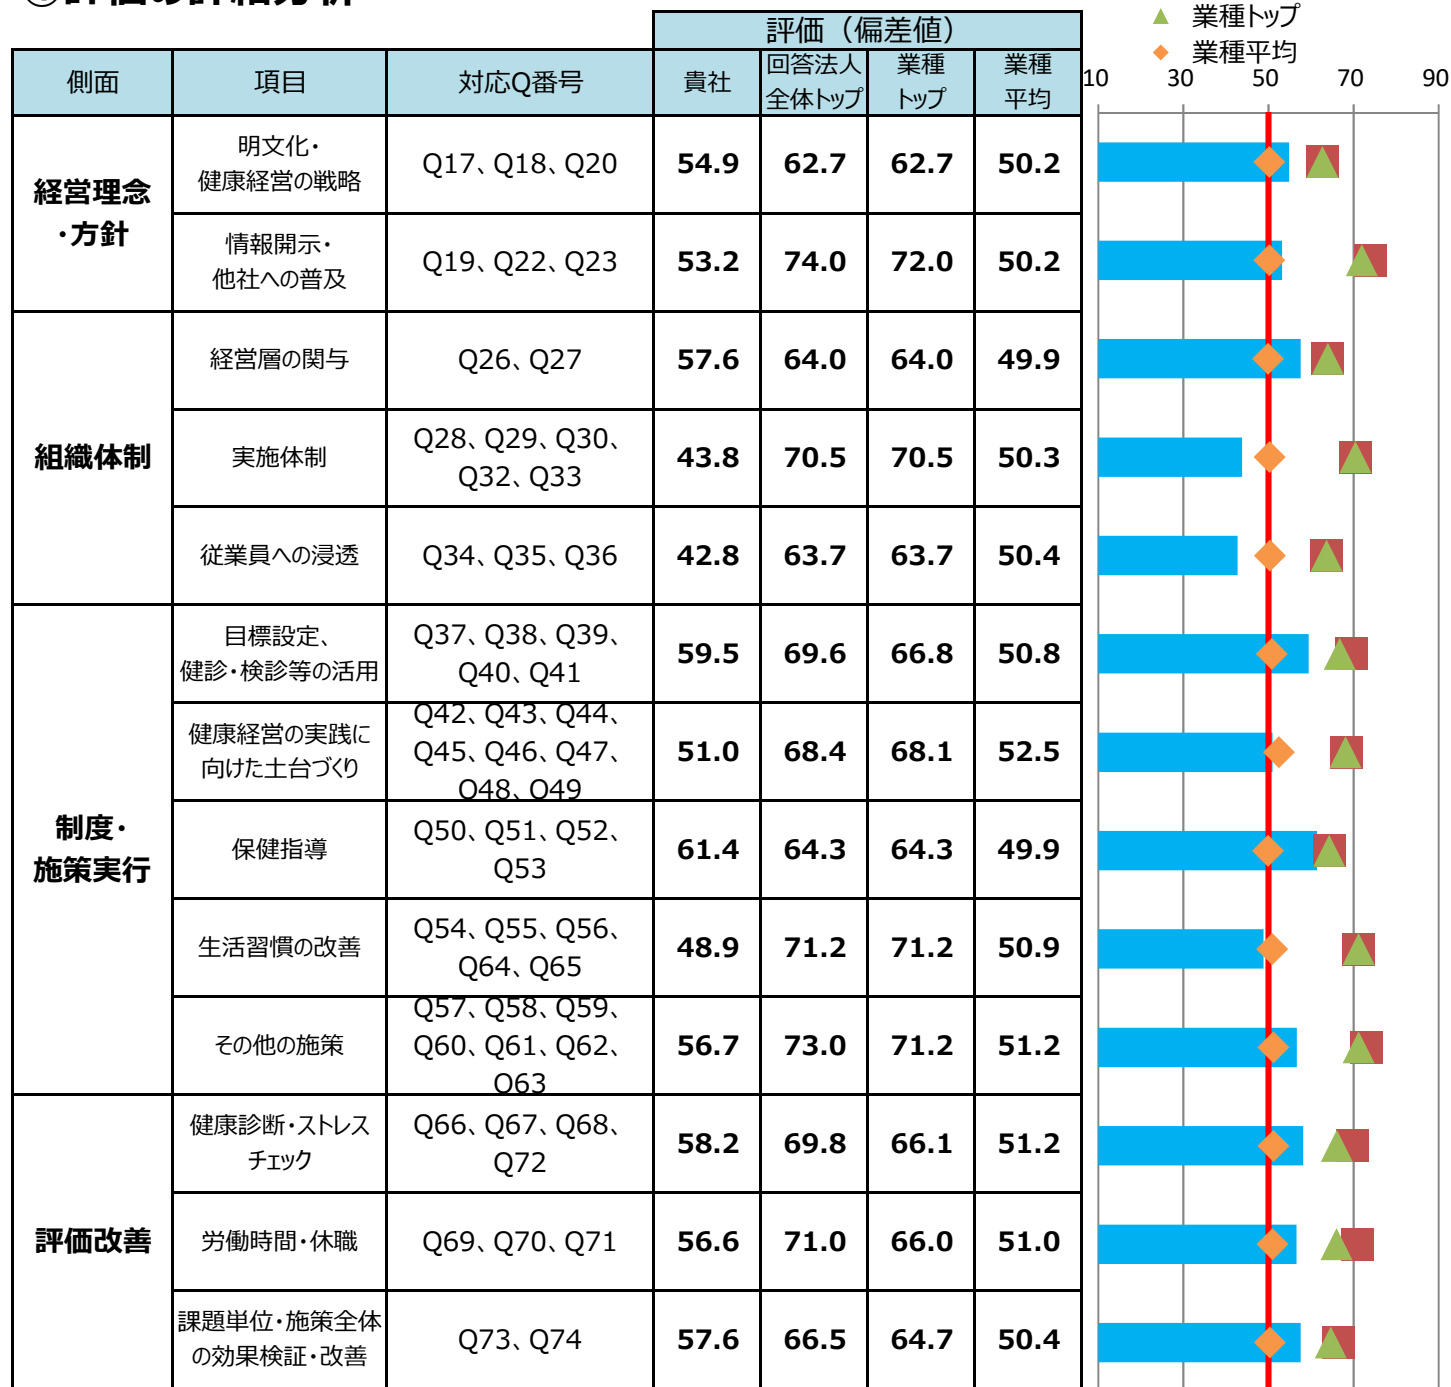 評価（偏差値）
▲ 業種トップ
◆ 業種平均
側面 項目 対応Q番号 貴社 回答法人 業種 業種
全体トップ トップ 平均
10 30 50 70 90
経営理念
・方針
明文化・
健康経営の戦略
Q17、Q18、Q20 54.9 62.7 62.7 50.2
情報開示・
他社への普及
Q19、Q22、Q23 53.2 74.0 72.0 50.2
組織体制
経営層の関与 Q26、Q27 57.6 64.0 64.0 49.9
実施体制
Q28、Q29、Q30、
Q32、Q33
43.8 70.5 70.5 50.3
従業員への浸透 Q34、Q35、Q36 42.8 63.7 63.7 50.4
制度・
施策実行
目標設定、
健診・検診等の活用
Q37、Q38、Q39、
Q40、Q41
59.5 69.6 66.8 50.8
健康経営の実践に
向けた土台づくり
Q42、Q43、Q44、
Q45、Q46、Q47、
Q48、Q49
51.0 68.4 68.1 52.5
保健指導
Q50、Q51、Q52、
Q53
61.4 64.3 64.3 49.9
生活習慣の改善
Q54、Q55、Q56、
Q64、Q65
48.9 71.2 71.2 50.9
その他の施策
Q57、Q58、Q59、
Q60、Q61、Q62、
Q63
56.7 73.0 71.2 51.2
評価改善
健康診断・ストレス
チェック
Q66、Q67、Q68、
Q72
58.2 69.8 66.1 51.2
労働時間・休職 Q69、Q70、Q71 56.6 71.0 66.0 51.0
課題単位・施策全体
の効果検証・改善
Q73、Q74 57.6 66.5 64.7 50.4